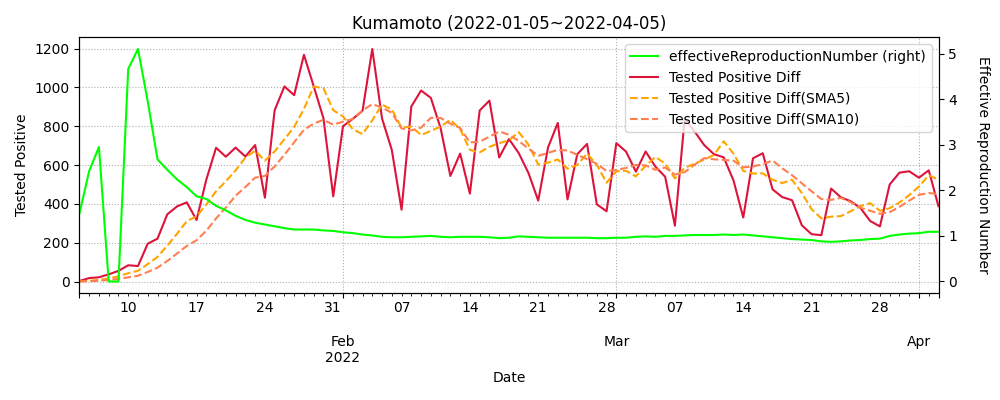 Kumamoto (2022-01-05~2022-04-05)
effectiveReproductionNumber (right)
Tested Positive Diff
Tested Positive Diff(SMA5)
Tested Positive Diff(SMA10)
Tested Positive
1200
1000
800
600
400
200
0
5
4
3
2
1
0
Effective Reproduction Number
10 17 24 31 07 14 21 28 07 14 21 28
Feb Mar Apr
2022
Date